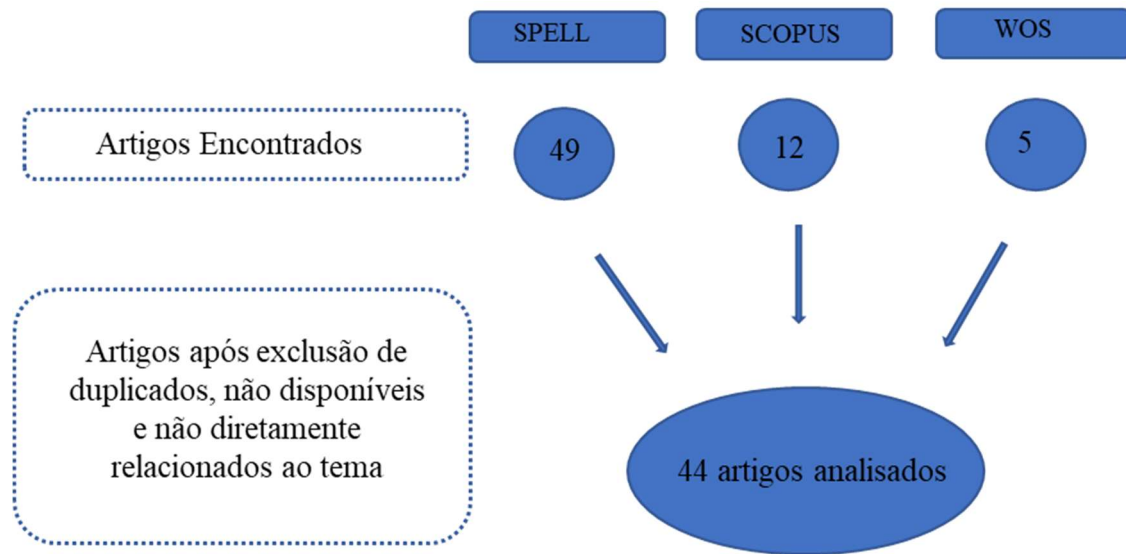 SPELL
SCOPUS
WOS
Artigos Encontrados
49
12
5
Artigos após exclusão de
duplicados, não disponíveis
e não diretamente
relacionados ao tema
44 artigos analisados